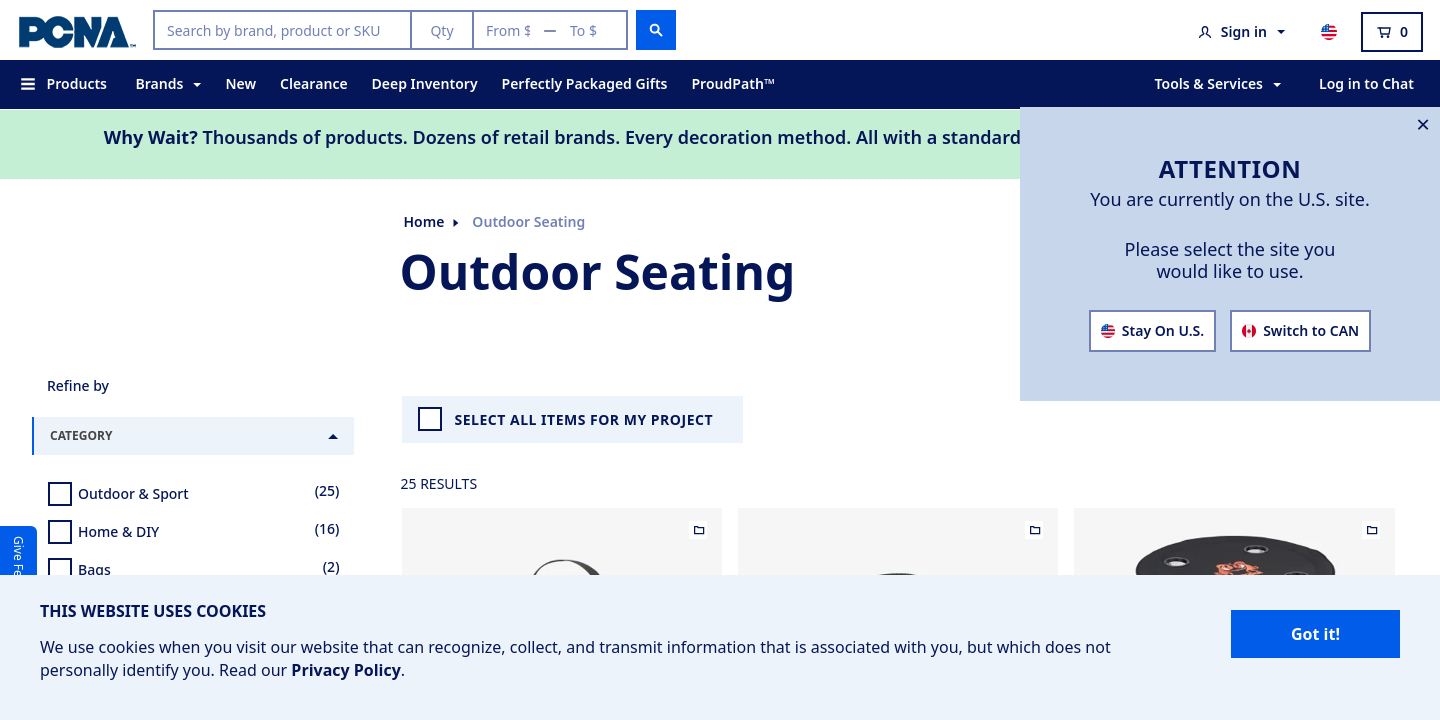 PCNA™
Search by brand, product or SKU
Qty
From $
—
To $
Sign in
0
Products
Brands
New
Clearance
Deep Inventory
Perfectly Packaged Gifts
ProudPath™
Tools & Services
Log in to Chat
Why Wait? Thousands of products. Dozens of retail brands. Every decoration method. All with a standard
ATTENTION
You are currently on the U.S. site.
Please select the site you
would like to use.
Stay On U.S.
Switch to CAN
Home
Outdoor Seating
Outdoor Seating
Refine by
CATEGORY
Outdoor & Sport
(25)
Home & DIY
(16)
Bags
(2)
SELECT ALL ITEMS FOR MY PROJECT
25 RESULTS
Give Fe
THIS WEBSITE USES COOKIES
We use cookies when you visit our website that can recognize, collect, and transmit information that is associated with you, but which does not
personally identify you. Read our Privacy Policy.
Got it!